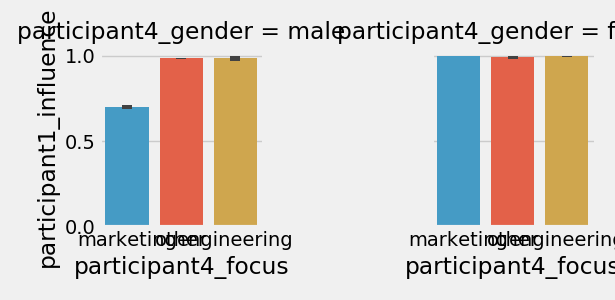 participant4_gender = male
participant4_gender = f
participant1_influence
1.0
0.5
0.0
marketing other engineering
marketing other engineering
participant4_focus
participant4_focus